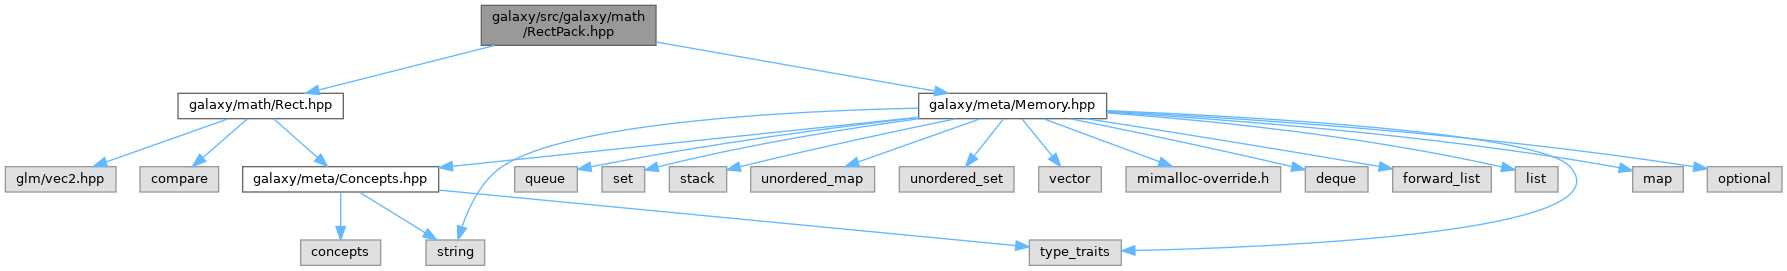 galaxy/src/galaxy/math
/RectPack.hpp
galaxy/math/Rect.hpp
galaxy/meta/Memory.hpp
glm/vec2.hpp
compare
galaxy/meta/Concepts.hpp
queue
set
stack
unordered_map
unordered_set
vector
mimalloc-override.h
deque
forward_list
list
map
optional
concepts
string
type_traits